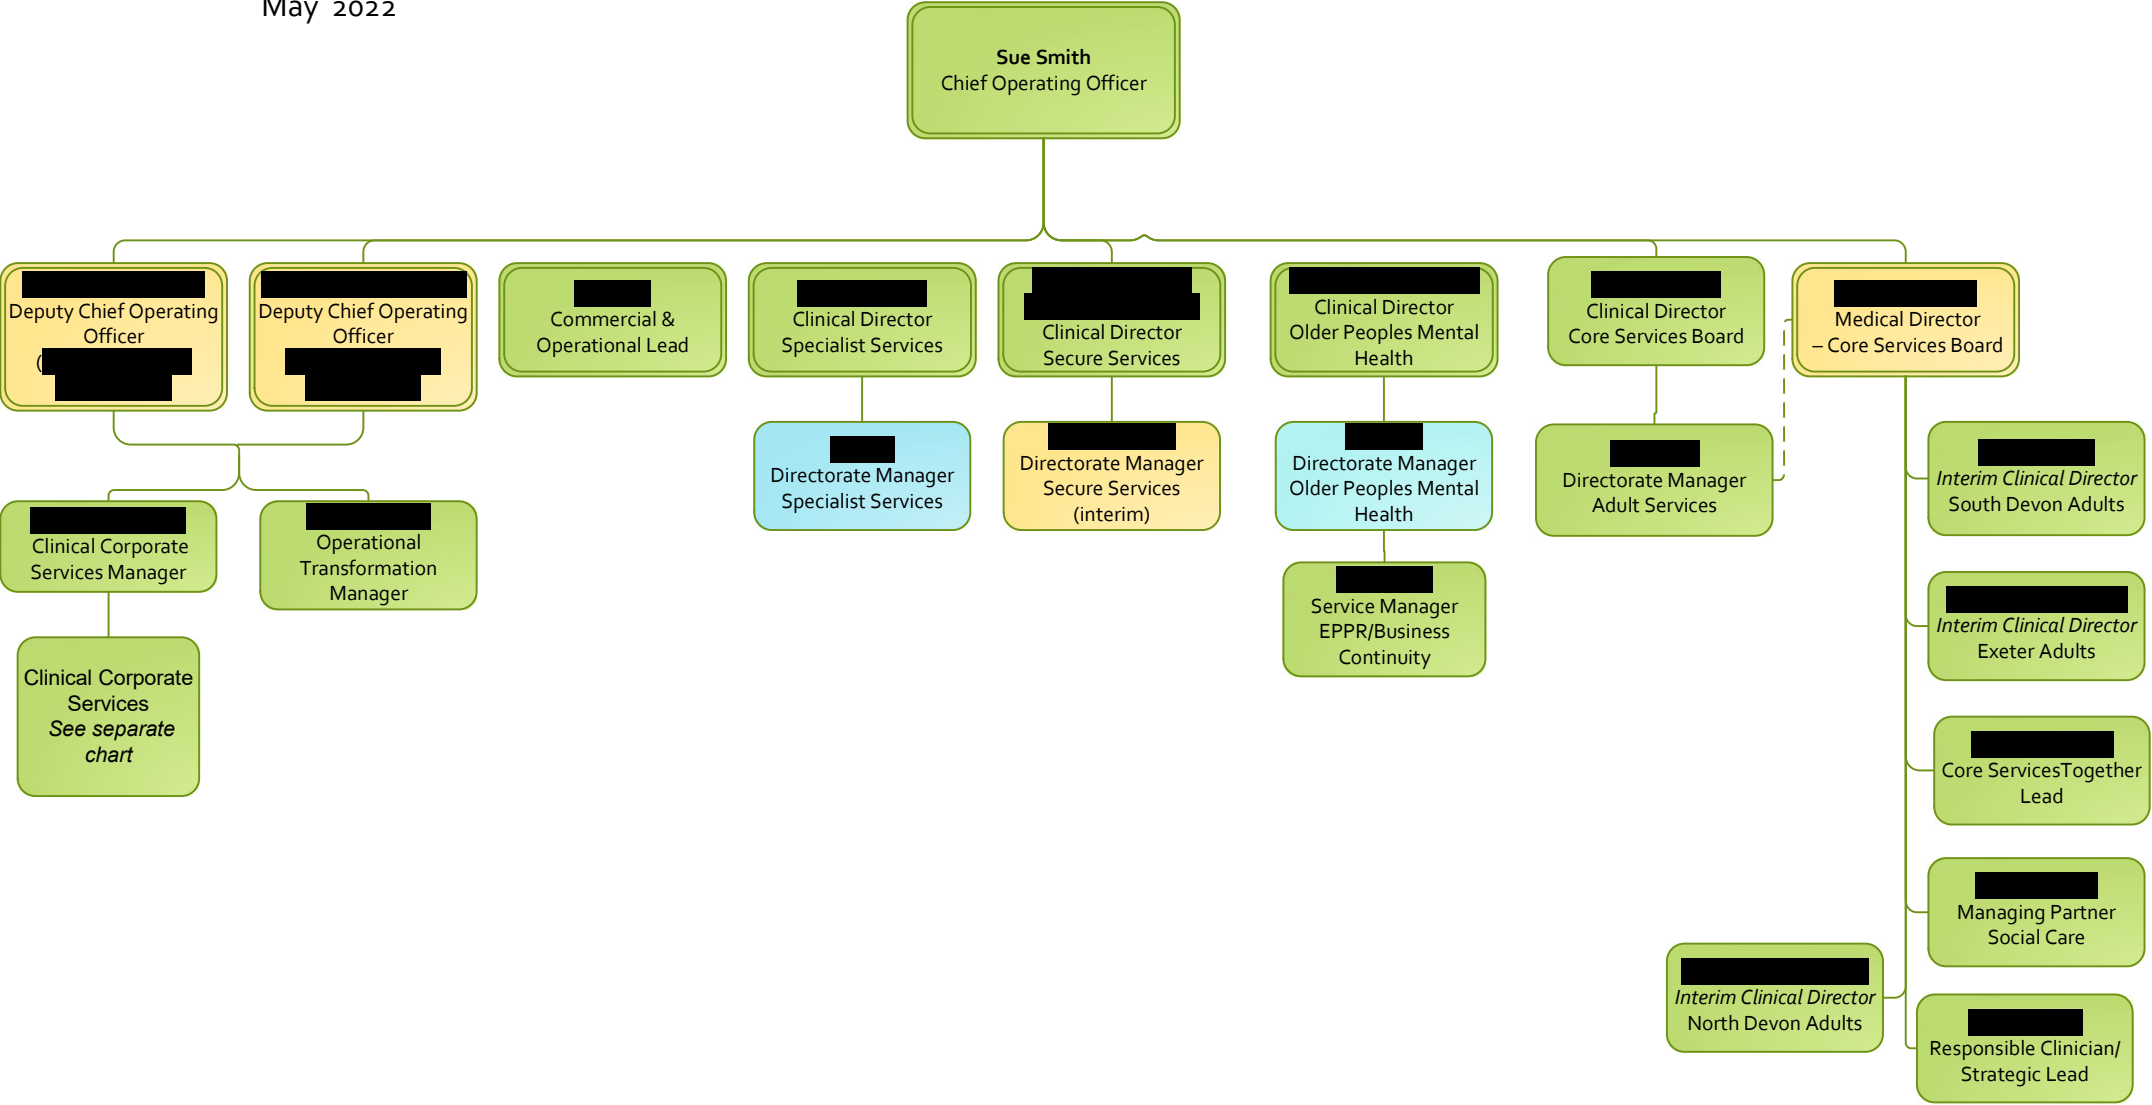 May 2022
Sue Smith
Chief Operating Officer
Deputy Chief Operating
Officer
(
Deputy Chief Operating
Officer
Commercial &
Operational Lead
Clinical Director
Specialist Services
Clinical Director
Secure Services
Clinical Director
Older Peoples Mental
Health
Clinical Director
Core Services Board
Medical Director
– Core Services Board
Directorate Manager
Specialist Services
Directorate Manager
Secure Services
(interim)
Directorate Manager
Older Peoples Mental
Health
Directorate Manager
Adult Services
Interim Clinical Director
South Devon Adults
Clinical Corporate
Services Manager
Operational
Transformation
Manager
Service Manager
EPPR/Business
Continuity
Interim Clinical Director
Exeter Adults
Clinical Corporate
Services
See separate
chart
Core ServicesTogether
Lead
Managing Partner
Social Care
Interim Clinical Director
North Devon Adults
Responsible Clinician/
Strategic Lead